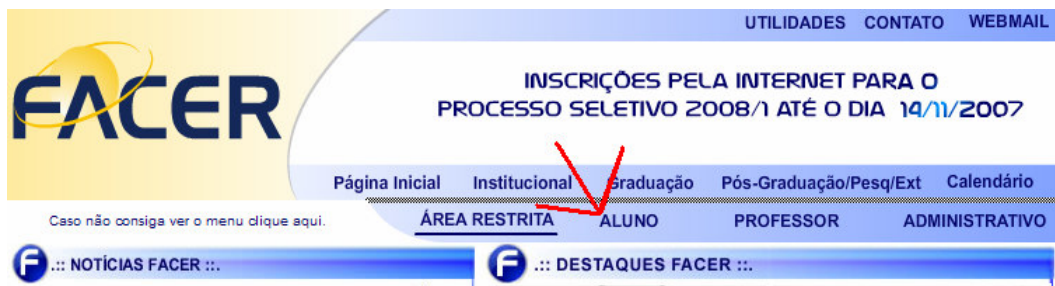 UTILIDADES CONTATO WEBMAIL
FACER
INSCRIÇÕES PELA INTERNET PARA O
PROCESSO SELETIVO 2008/1 ATÉ O DIA 14/11/2007
Página Inicial Institucional Graduação Pós-Graduação/Pesq/Ext Calendário
Caso não consiga ver o menu clique aqui.
ÁREA RESTRITA ALUNO PROFESSOR ADMINISTRATIVO
F .:: NOTÍCIAS FACER ::.
F .:: DESTAQUES FACER ::.